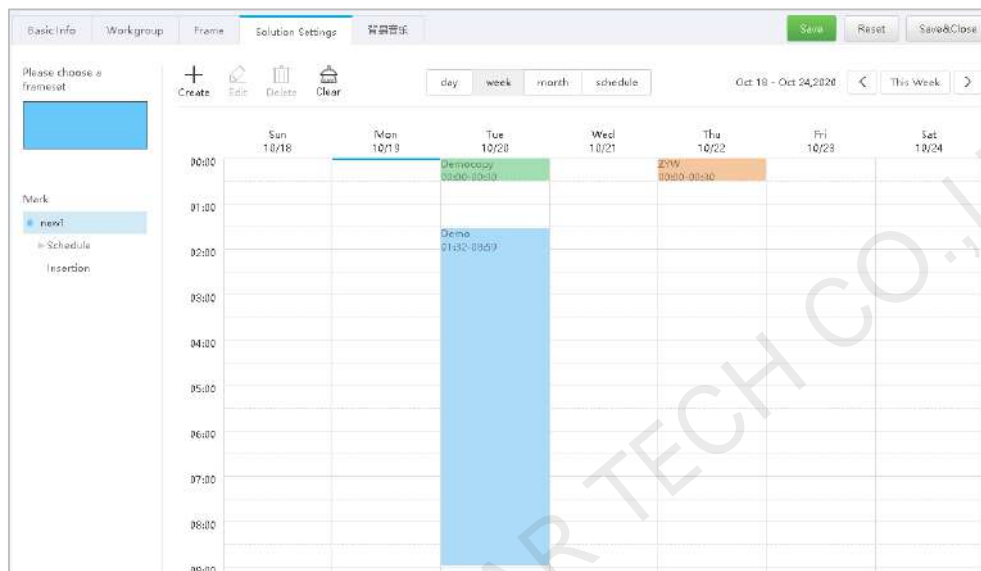 Basic Info Workgroup Frame Solution Settings 背景音乐 Save Reset Save&Close
Please choose a
frameset
Create Edit Delete Clear day week month schedule Oct 18 - Oct 24,2020 This Week
Sun Mon Tue Wed Thu Fri Sat
10/18 10/19 10/20 10/21 10/22 10/23 10/24
00:00
Democopy
00:00-00:30
ZYW
00:00-00:30
Mark
new1
01:00
Schedule
Demo
01:32-08:59
02:00
Insertion
03:00
04:00
05:00
06:00
07:00
08:00
09:00
TECH CO.,